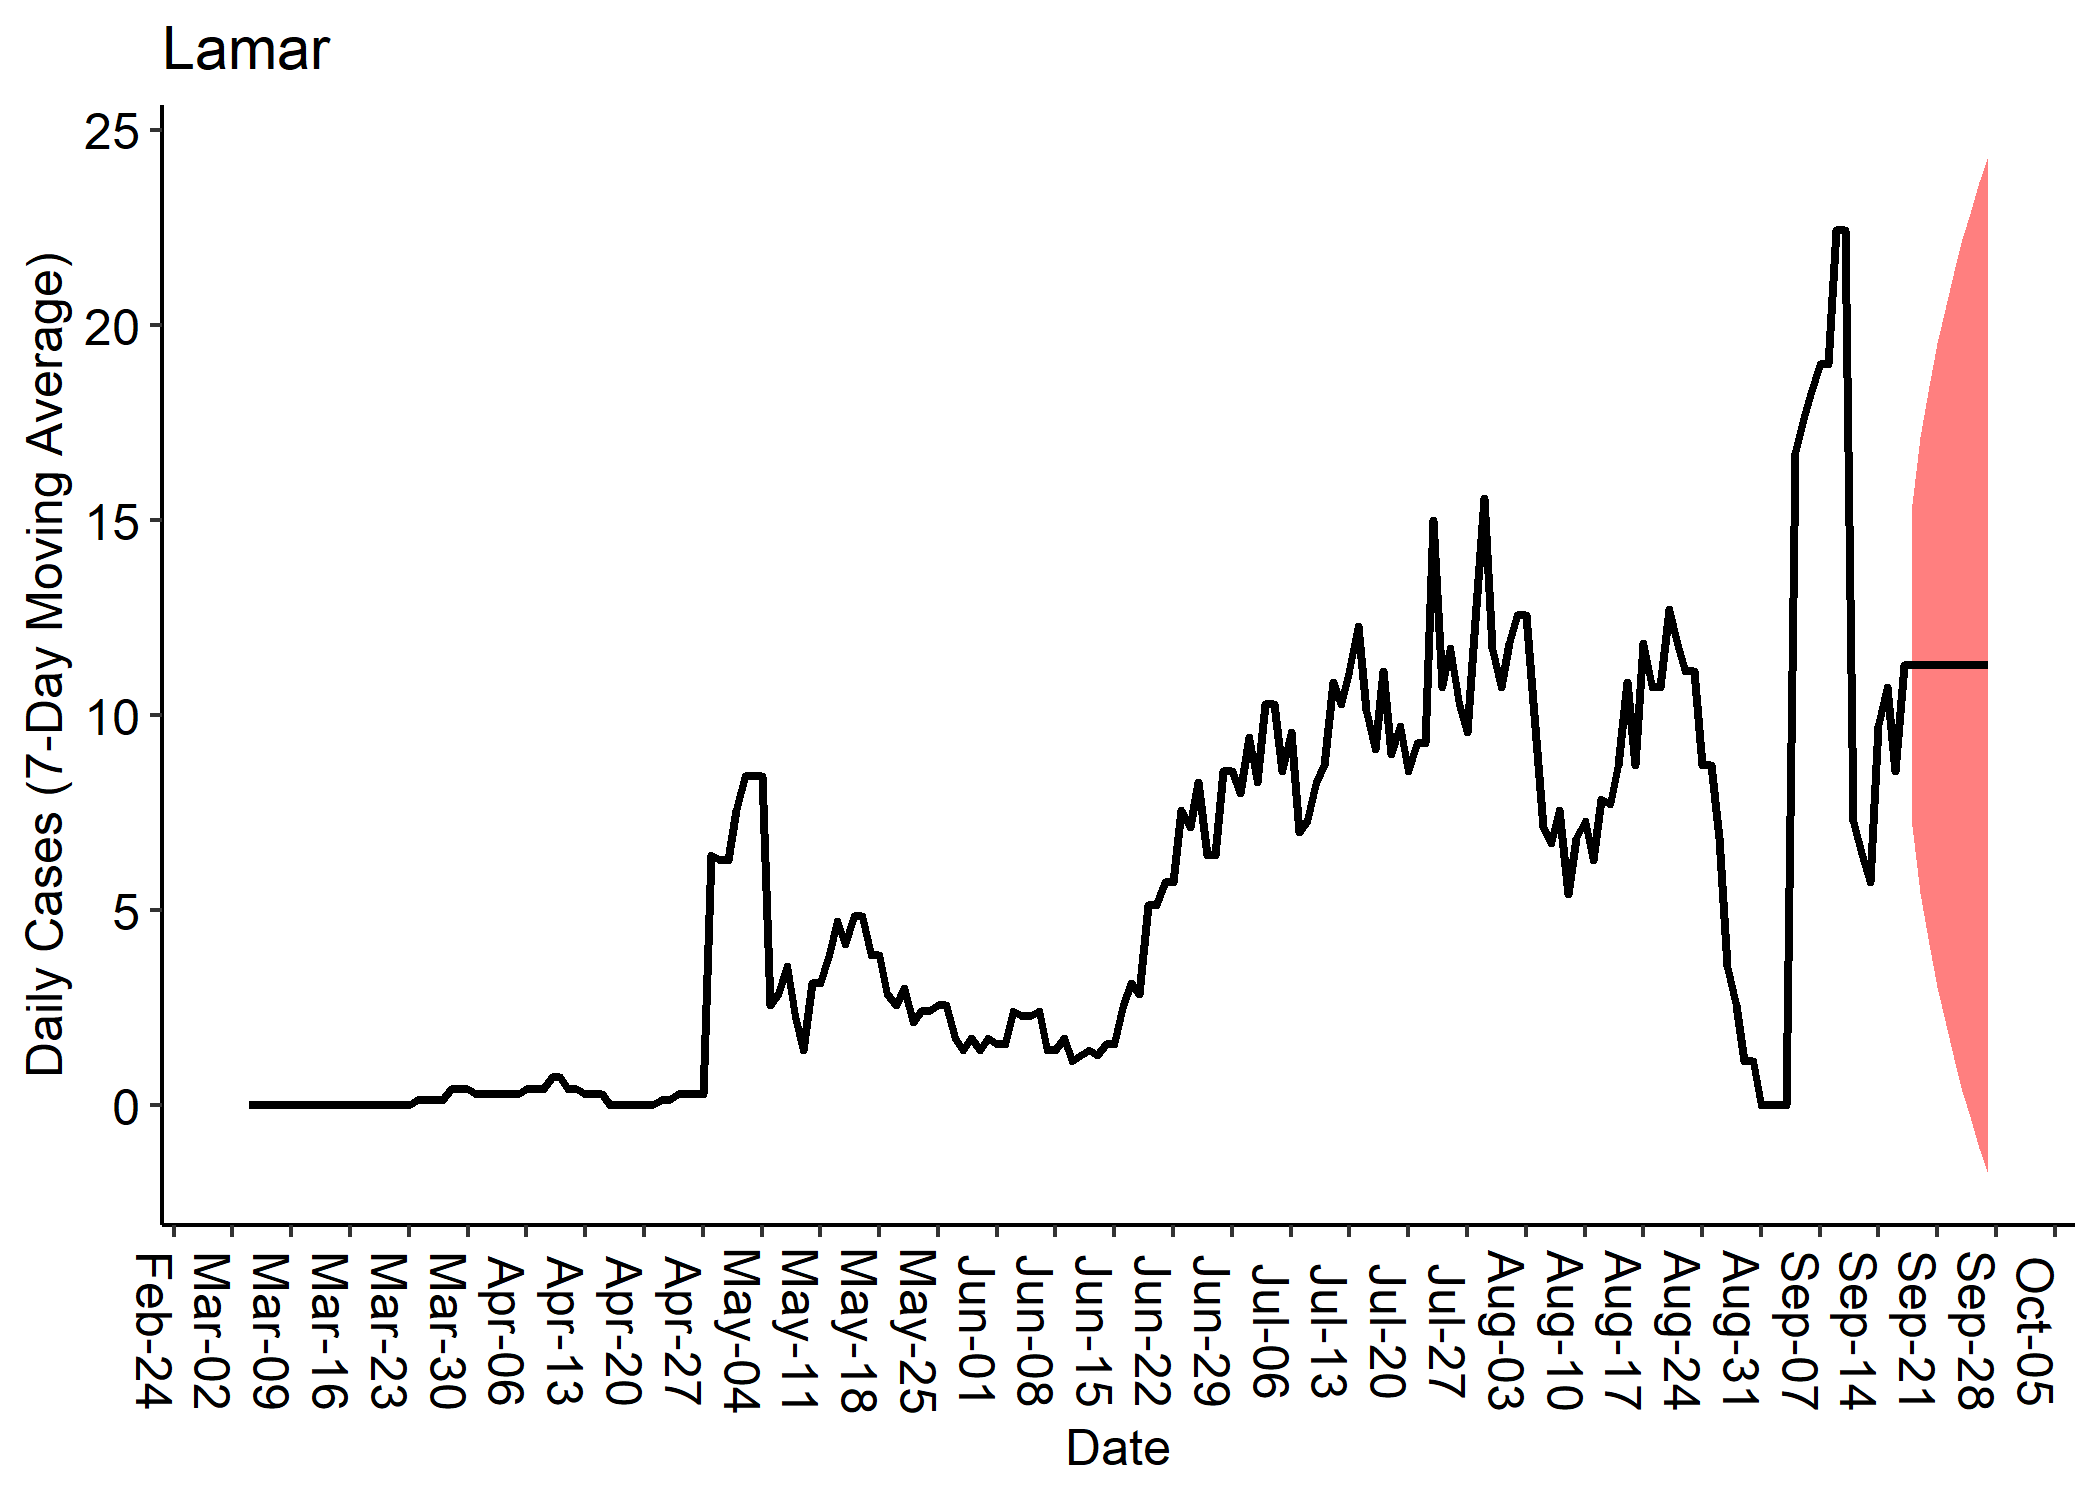 Lamar
Daily Cases (7-Day Moving Average)
25
20
15
10
5
0
Feb-24
Mar-02
Mar-09
Mar-16
Mar-23
Mar-30
Apr-06
Apr-13
Apr-20
Apr-27
May-04
May-11
May-18
May-25
Jun-01
Jun-08
Jun-15
Jun-22
Jun-29
Jul-06
Jul-13
Jul-20
Jul-27
Aug-03
Aug-10
Aug-17
Aug-24
Aug-31
Sep-07
Sep-14
Sep-21
Sep-28
Oct-05
Date